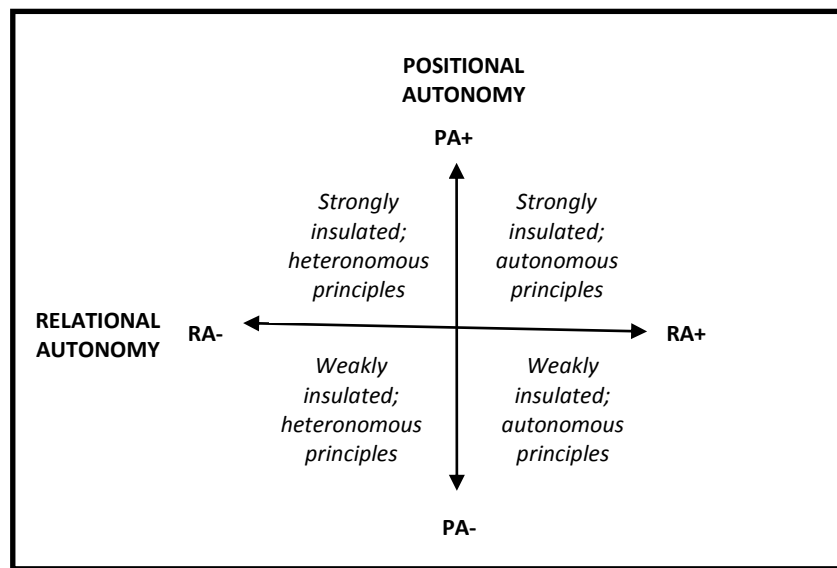 POSITIONAL
AUTONOMY
PA+
Strongly
insulated;
heteronomous
principles
Strongly
insulated;
autonomous
principles
RELATIONAL
AUTONOMY
RA-
RA+
Weakly
insulated;
heteronomous
principles
Weakly
insulated;
autonomous
principles
PA-